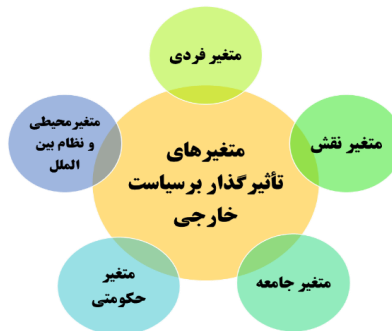 متغیر فردی
متغیر نقش
متغیر جامعه
متغیر
حکومتی
متغیرمحیطی
و نظام بین
الملل
متغیرهای
تأثیرگذار برسیاست
خارجی